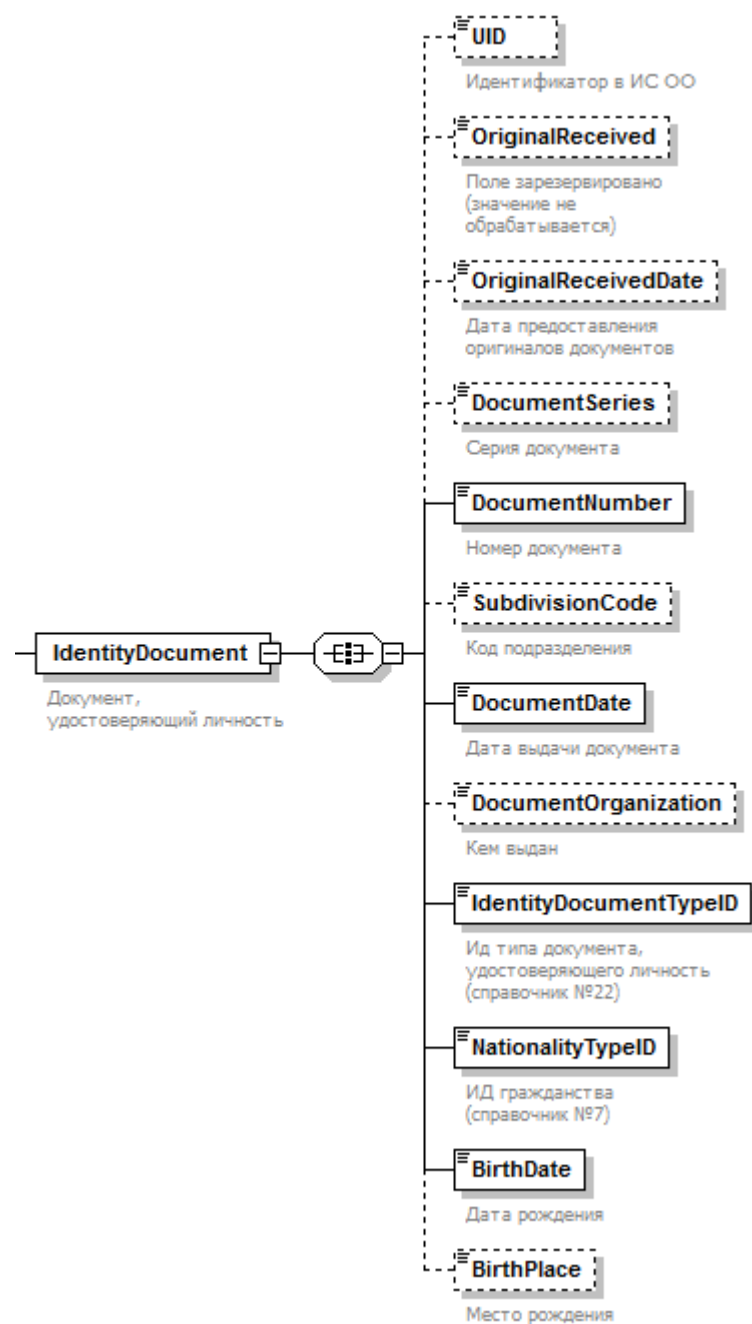 UID
Идентификатор в ИС ОО
OriginalReceived
Поле зарезервировано
(значение не
обрабатывается)
OriginalReceivedDate
Дата предоставления
оригиналов документов
DocumentSeries
Серия документа
DocumentNumber
Номер документа
SubdivisionCode
Код подразделения
IdentityDocument
Документ,
удостоверяющий личность
DocumentDate
Дата выдачи документа
DocumentOrganization
Кем выдан
IdentityDocumentTypeID
Ид типа документа,
удостоверяющего личность
(справочник №22)
NationalityTypeID
ИД гражданства
(справочник №7)
BirthDate
Дата рождения
BirthPlace
Место рождения